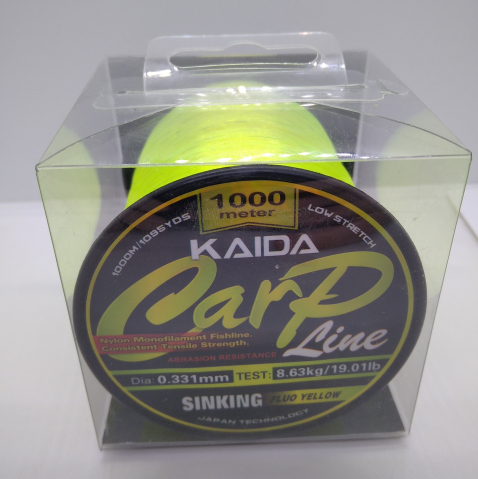 1000
meter
1000M/1095YDS
LOW STRETCH
KAIDA
Carp
Line
Nylon Monofilament Fishline.
Consistent Tensile Strength.
ABRASION RESISTANCE
Dia: 0.331mm TEST: 8.63kg/19.01lb
SINKING FLUO YELLOW
JAPAN TECHNOLOGY